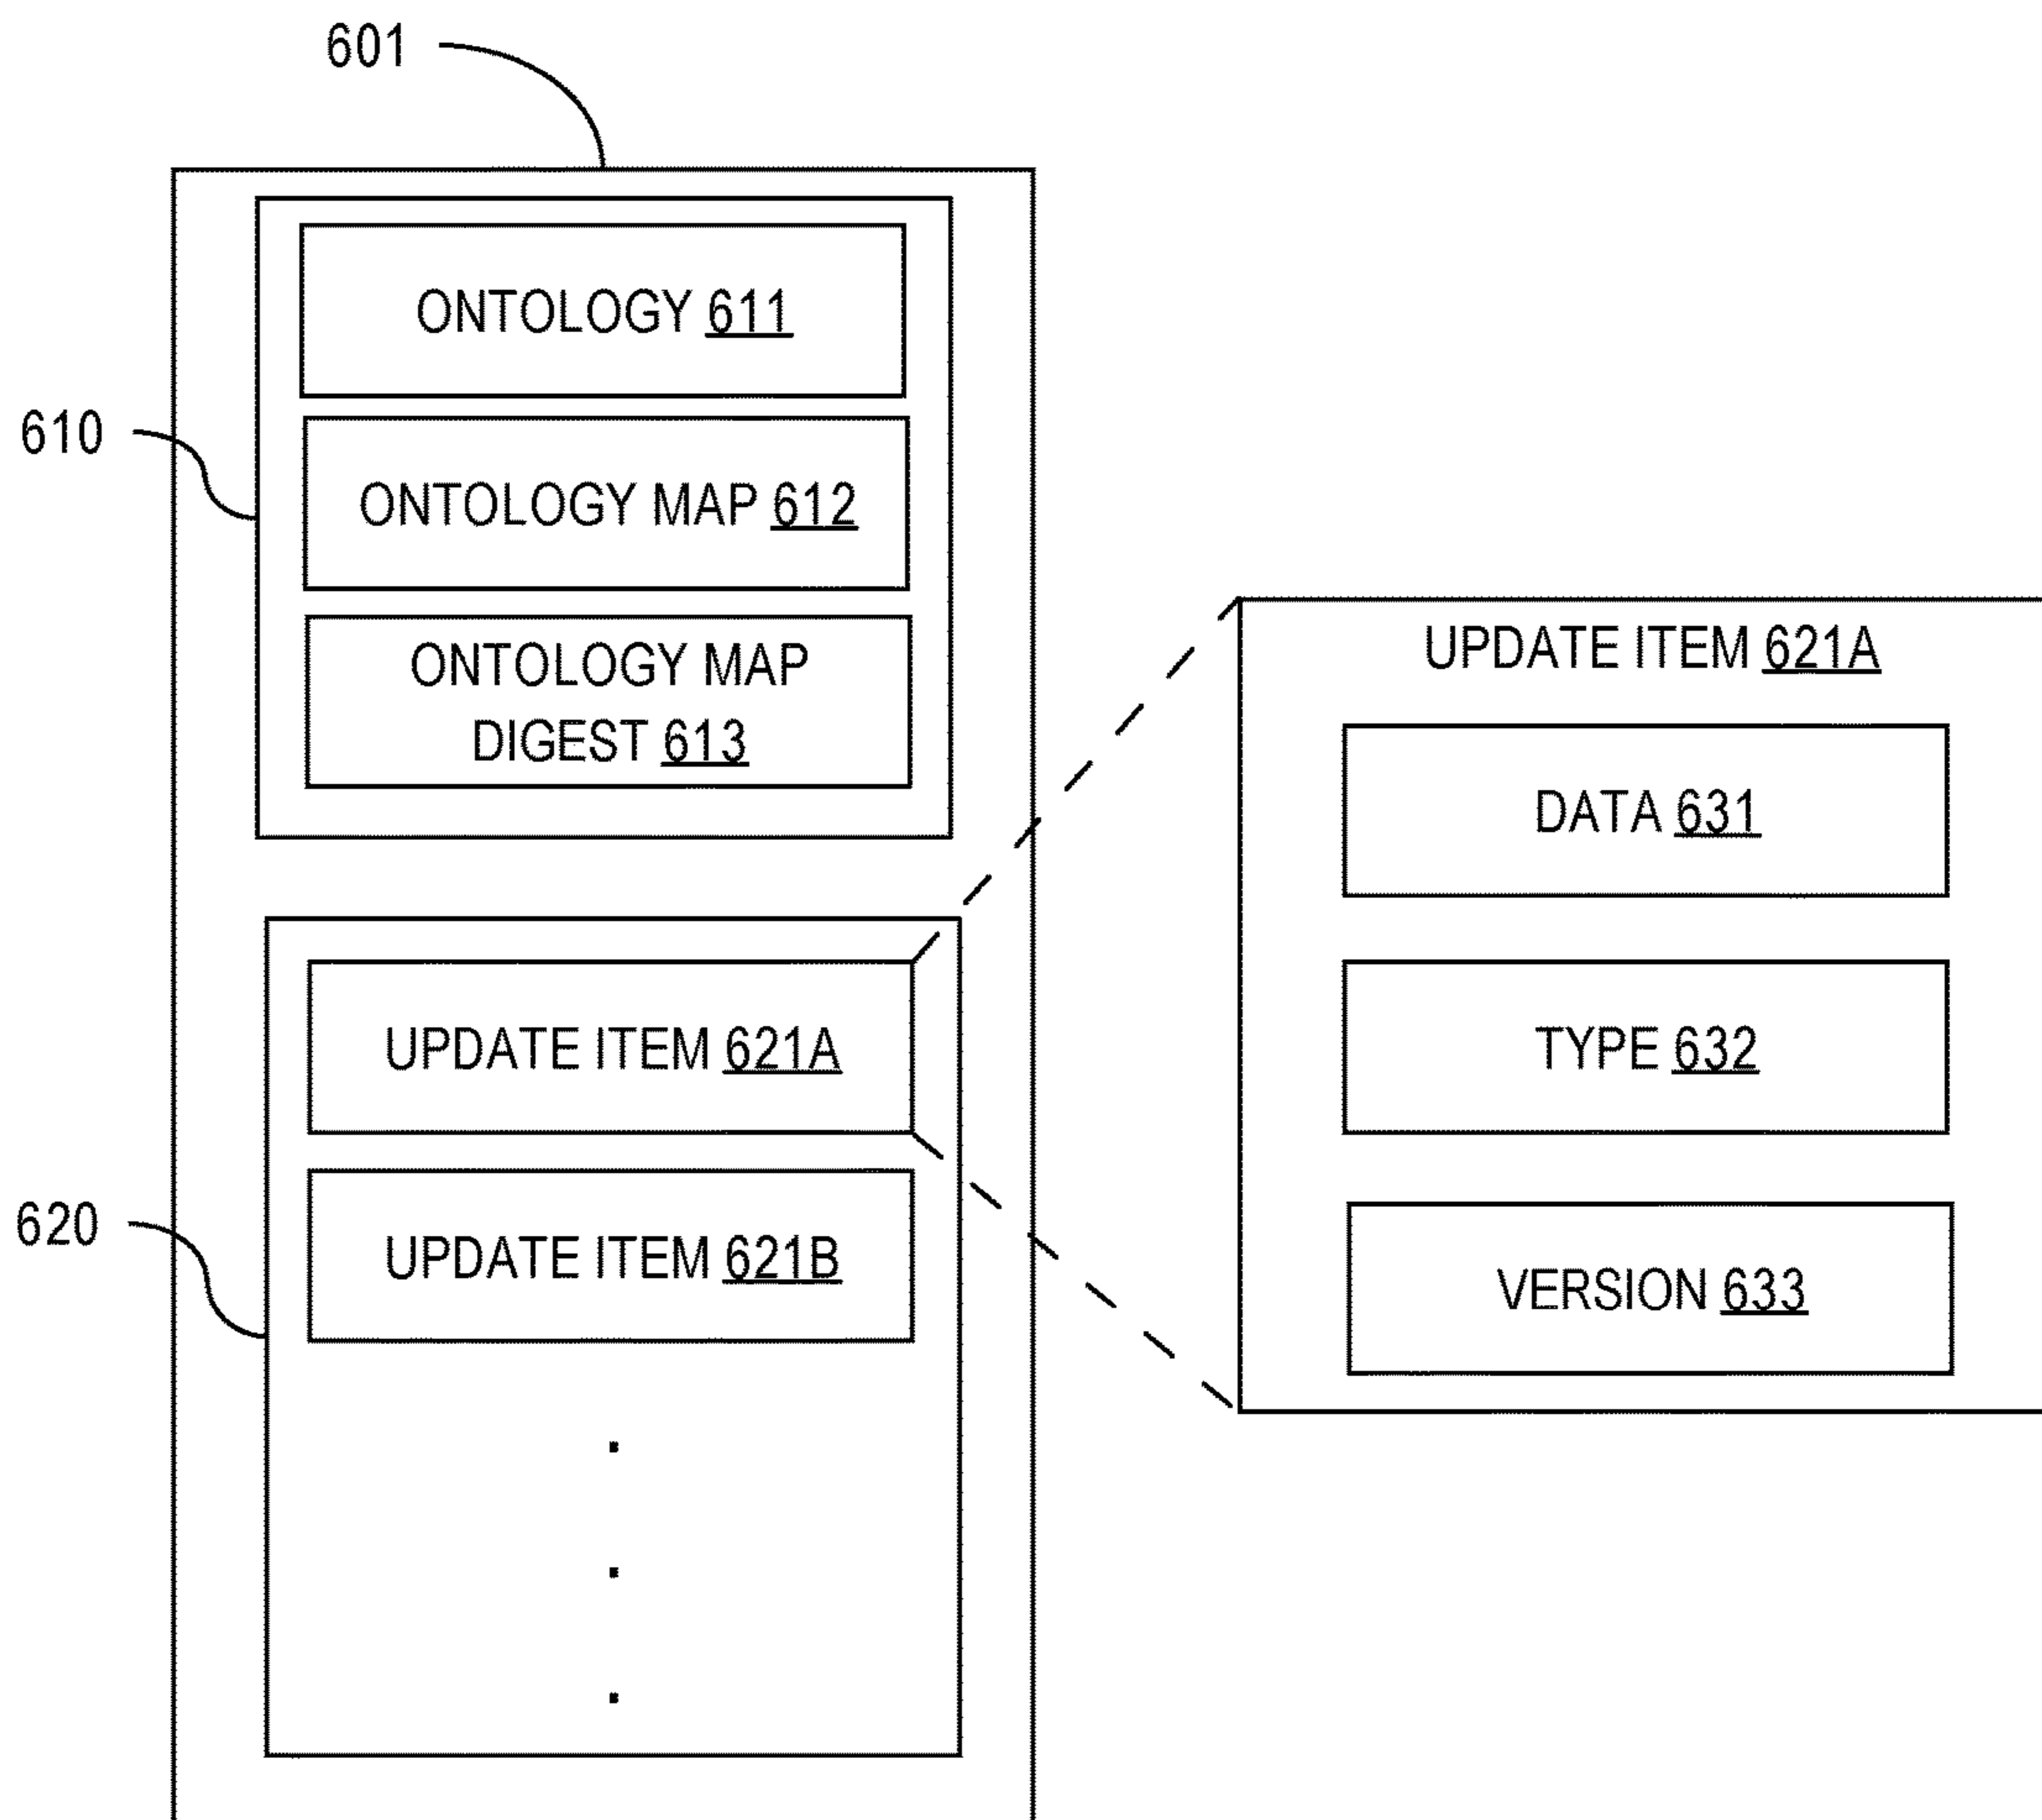 601
610
ONTOLOGY 611
ONTOLOGY MAP 612
ONTOLOGY MAP
DIGEST 613
620
UPDATE ITEM 621A
UPDATE ITEM 621B
UPDATE ITEM 621A
DATA 631
TYPE 632
VERSION 633